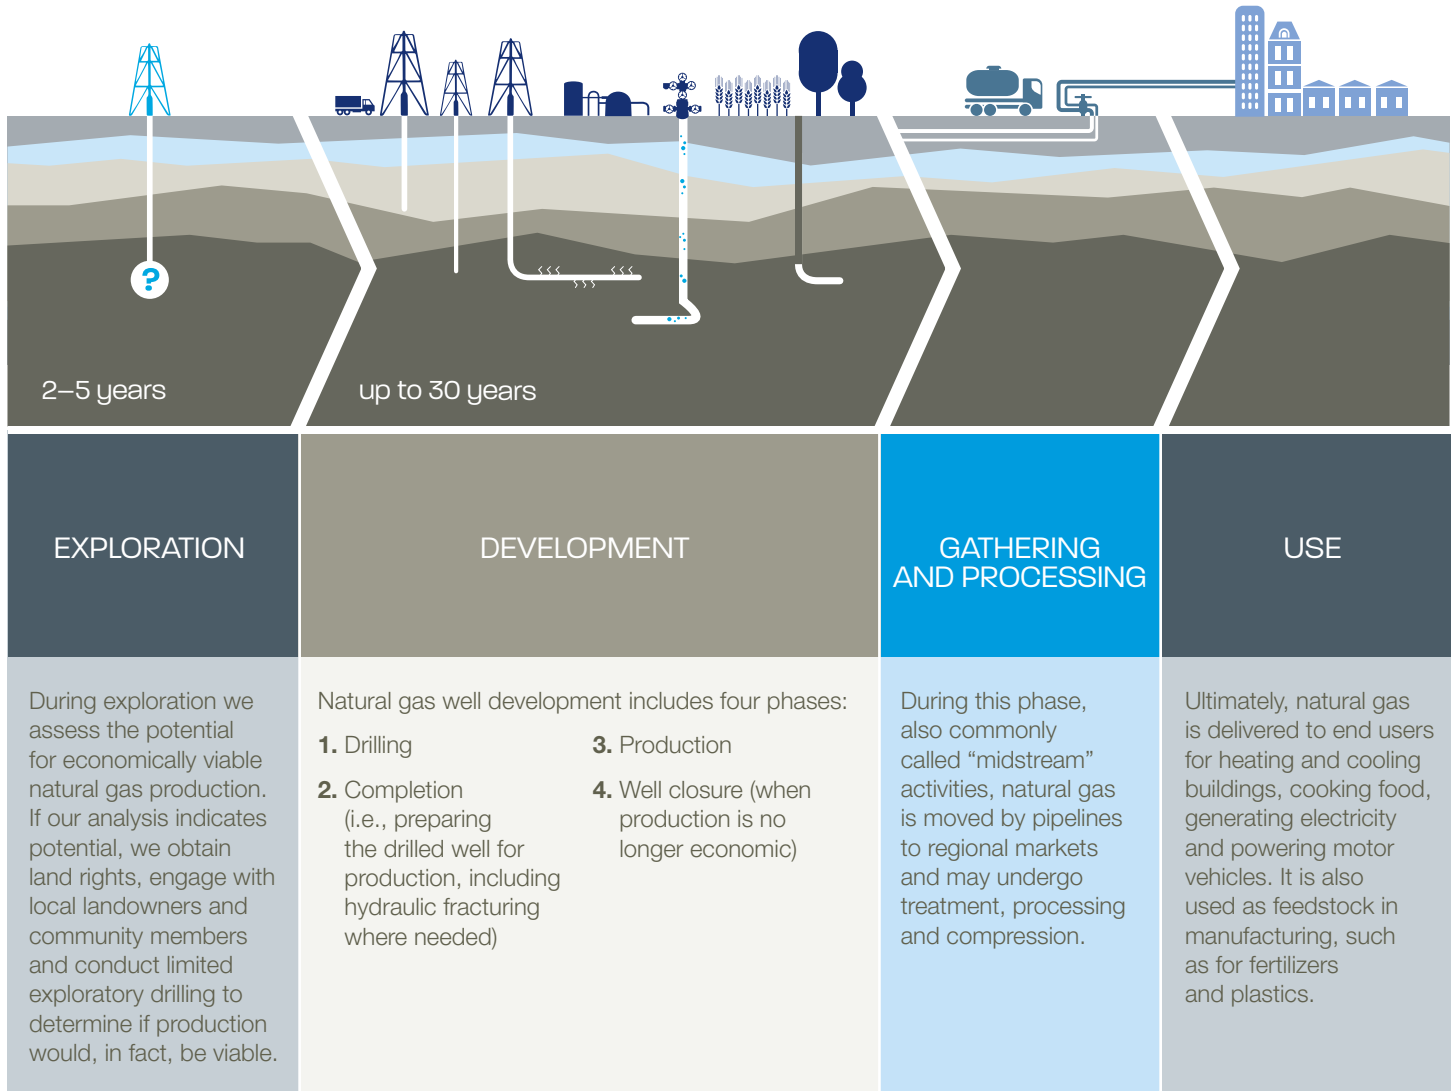 ?
2–5 years
up to 30 years
EXPLORATION
DEVELOPMENT
GATHERING
AND PROCESSING
USE
During exploration we
assess the potential
for economically viable
natural gas production.
If our analysis indicates
potential, we obtain
land rights, engage with
local landowners and
community members
and conduct limited
exploratory drilling to
determine if production
would, in fact, be viable.
Natural gas well development includes four phases:
1. Drilling
2. Completion
(i.e., preparing
the drilled well for
production, including
hydraulic fracturing
where needed)
3. Production
4. Well closure (when
production is no
longer economic)
During this phase,
also commonly
called “midstream”
activities, natural gas
is moved by pipelines
to regional markets
and may undergo
treatment, processing
and compression.
Ultimately, natural gas
is delivered to end users
for heating and cooling
buildings, cooking food,
generating electricity
and powering motor
vehicles. It is also
used as feedstock in
manufacturing, such
as for fertilizers
and plastics.